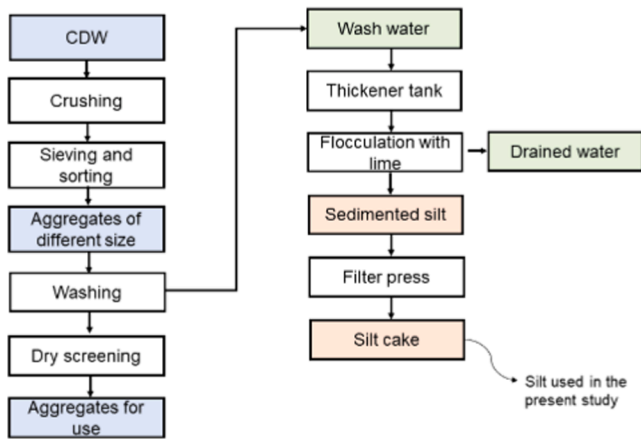 CDW
Crushing
Sieving and
sorting
Aggregates of
different size
Washing
Dry screening
Aggregates for
use
Wash water
Thickener tank
Flocculation with
lime
Drained water
Sedimented silt
Filter press
Silt cake
Silt used in the
present study